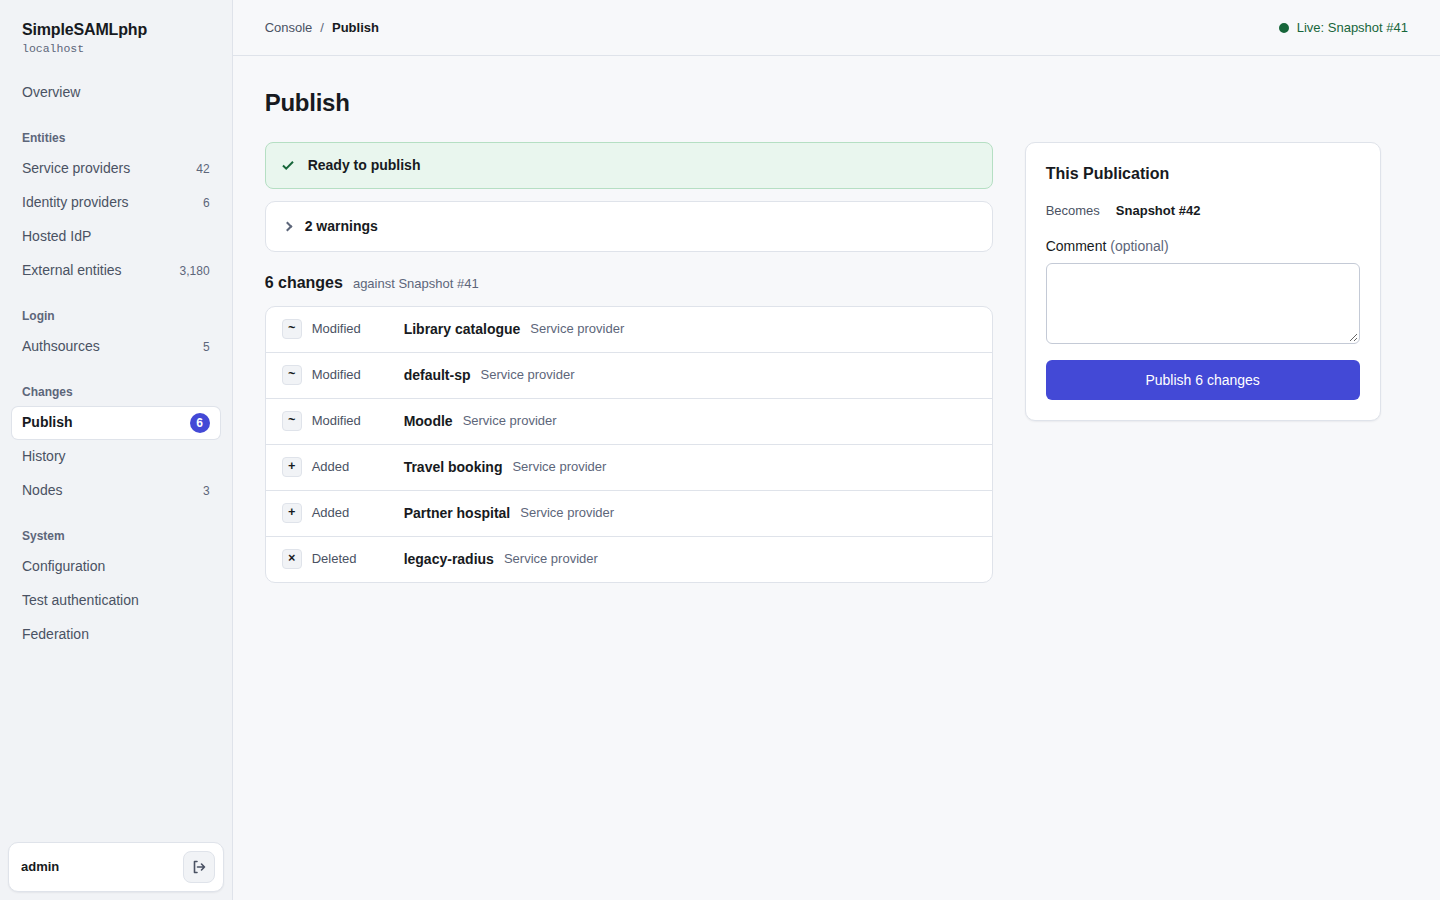 SimpleSAMLphp
localhost
Overview
Entities
Service providers 42
Identity providers 6
Hosted IdP
External entities 3,180
Login
Authsources 5
Changes
Publish 6
History
Nodes 3
System
Configuration
Test authentication
Federation
admin
Console / Publish
Live: Snapshot #41
Publish
Ready to publish
2 warnings
6 changes against Snapshot #41
~ Modified Library catalogue Service provider
~ Modified default-sp Service provider
~ Modified Moodle Service provider
+ Added Travel booking Service provider
+ Added Partner hospital Service provider
× Deleted legacy-radius Service provider
This Publication
Becomes Snapshot #42
Comment (optional)
Publish 6 changes